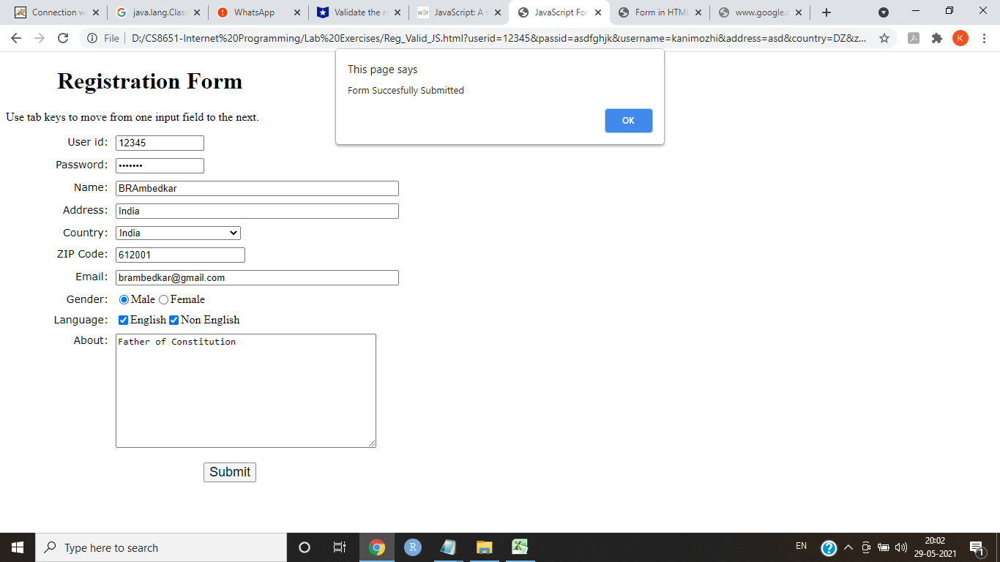 Connection w
java.lang.Clas
WhatsApp
Validate the r
w3r
JavaScript: A s
JavaScript For
Form in HTML
www.google.c
File
D:/CS8651-Internet%20Programming/Lab%20Exercises/Reg_Valid_JS.html?userid=12345&passid=asdfghjk&username=kanimozhi&address=asd&country=DZ&z...
K
This page says
Form Succesfully Submitted
OK
Registration Form
Use tab keys to move from one input field to the next.
User id: 12345
Password: •••••••
Name: BRAmbedkar
Address: India
Country: India
ZIP Code: 612001
Email: brambedkar@gmail.com
Gender: Male Female
Language: English Non English
About: Father of Constitution
Submit
Type here to search
R
EN
20:02
29-05-2021
1